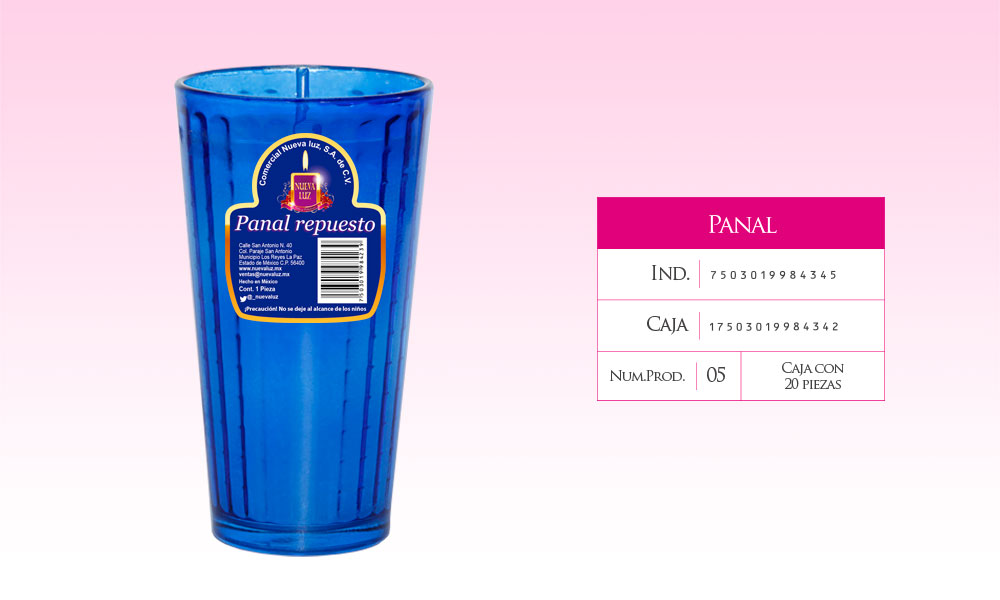 Comercial Nueva luz, S.A. de C.V.
NUEVA
LUZ
Panal repuesto
Calle San Antonio N. 40
Col. Paraje San Antonio
Municipio Los Reyes La Paz
Estado de México C.P. 56400
www.nuevaluz.mx
ventas@nuevaluz.mx
Hecho en México
Cont. 1 Pieza
@_nuevaluz
¡Precaución! No se deje al alcance de los niños
PANAL
IND. 7503019984345
CAJA 17503019984342
NUM.PROD. 05
CAJA CON
20 PIEZAS